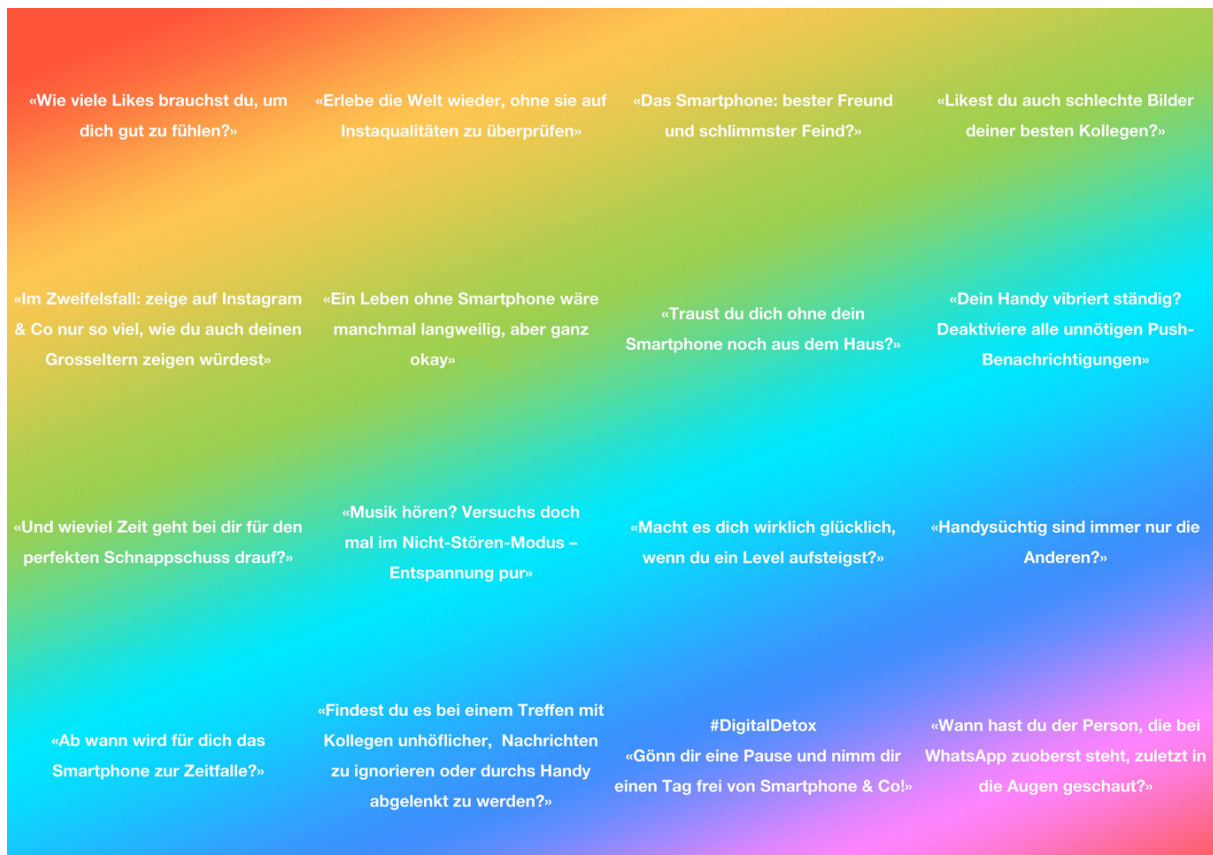 «Wie viele Likes brauchst du, um
dich gut zu fühlen?»
«Erlebe die Welt wieder, ohne sie auf
Instaqualitäten zu überprüfen»
«Das Smartphone: bester Freund
und schlimmster Feind?»
«Likest du auch schlechte Bilder
deiner besten Kollegen?»
«Im Zweifelsfall: zeige auf Instagram
& Co nur so viel, wie du auch deinen
Grosseltern zeigen würdest»
«Ein Leben ohne Smartphone wäre
manchmal langweilig, aber ganz
okay»
«Traust du dich ohne dein
Smartphone noch aus dem Haus?»
«Dein Handy vibriert ständig?
Deaktiviere alle unnötigen Push-
Benachrichtigungen»
«Und wieviel Zeit geht bei dir für den
perfekten Schnappschuss drauf?»
«Musik hören? Versuchs doch
mal im Nicht-Stören-Modus –
Entspannung pur»
«Macht es dich wirklich glücklich,
wenn du ein Level aufsteigst?»
«Handysüchtig sind immer nur die
Anderen?»
«Ab wann wird für dich das
Smartphone zur Zeitfalle?»
«Findest du es bei einem Treffen mit
Kollegen unhöflicher, Nachrichten
zu ignorieren oder durchs Handy
abgelenkt zu werden?»
#DigitalDetox
«Gönn dir eine Pause und nimm dir
einen Tag frei von Smartphone & Co!»
«Wann hast du der Person, die bei
WhatsApp zuoberst steht, zuletzt in
die Augen geschaut?»